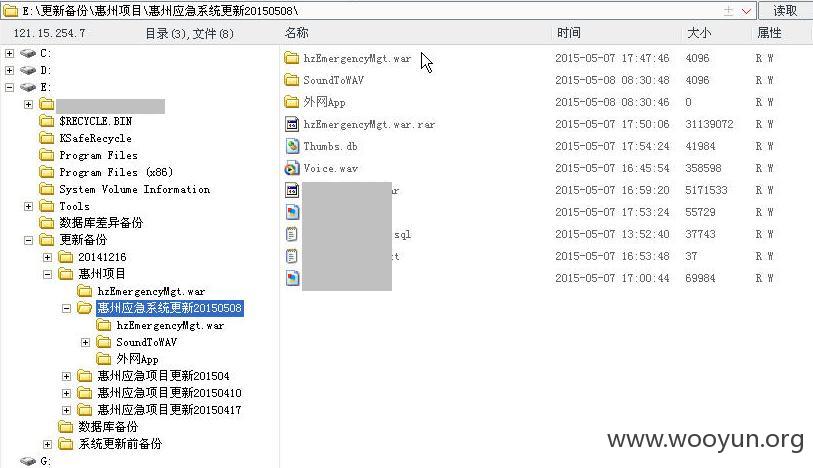 E:\更新备份\惠州项目\惠州应急系统更新20150508\ 读取
121.15.254.7 目录(3),文件(8) 名称 时间 大小 属性
C:
D:
E:
$RECYCLE.BIN
KSafeRecycle
Program Files
Program Files (x86)
System Volume Information
Tools
数据库差异备份
更新备份
20141216
惠州项目
hzEmergencyMgt.war
惠州应急系统更新20150508
hzEmergencyMgt.war
SoundToWAV
外网App
惠州应急项目更新201504
惠州应急项目更新20150410
惠州应急项目更新20150417
数据库备份
系统更新前备份
G:
hzEmergencyMgt.war 2015-05-07 17:47:46 4096 R W
SoundToWAV 2015-05-08 08:30:48 4096 R W
外网App 2015-05-08 08:30:46 0 R W
hzEmergencyMgt.war.rar 2015-05-07 17:50:06 31139072 R W
Thumbs.db 2015-05-07 17:54:24 41984 R W
Voice.wav 2015-05-07 16:45:54 358598 R W
ar 2015-05-07 16:59:20 5171533 R W
2015-05-07 17:53:24 55729 R W
sql 2015-05-07 13:52:40 37743 R W
t 2015-05-07 16:53:48 37 R W
2015-05-07 17:00:44 69984 R W
www.wooyun.org